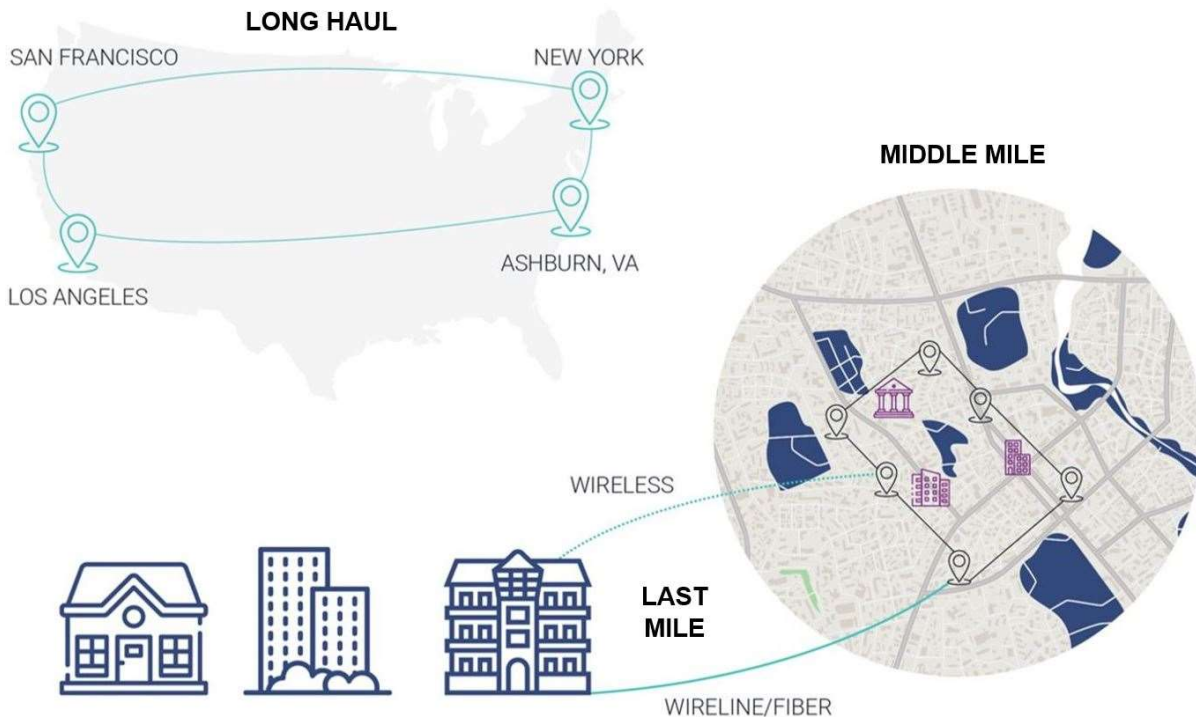 LONG HAUL
SAN FRANCISCO
NEW YORK
LOS ANGELES
ASHBURN, VA
MIDDLE MILE
WIRELESS
LAST
MILE
WIRELINE/FIBER